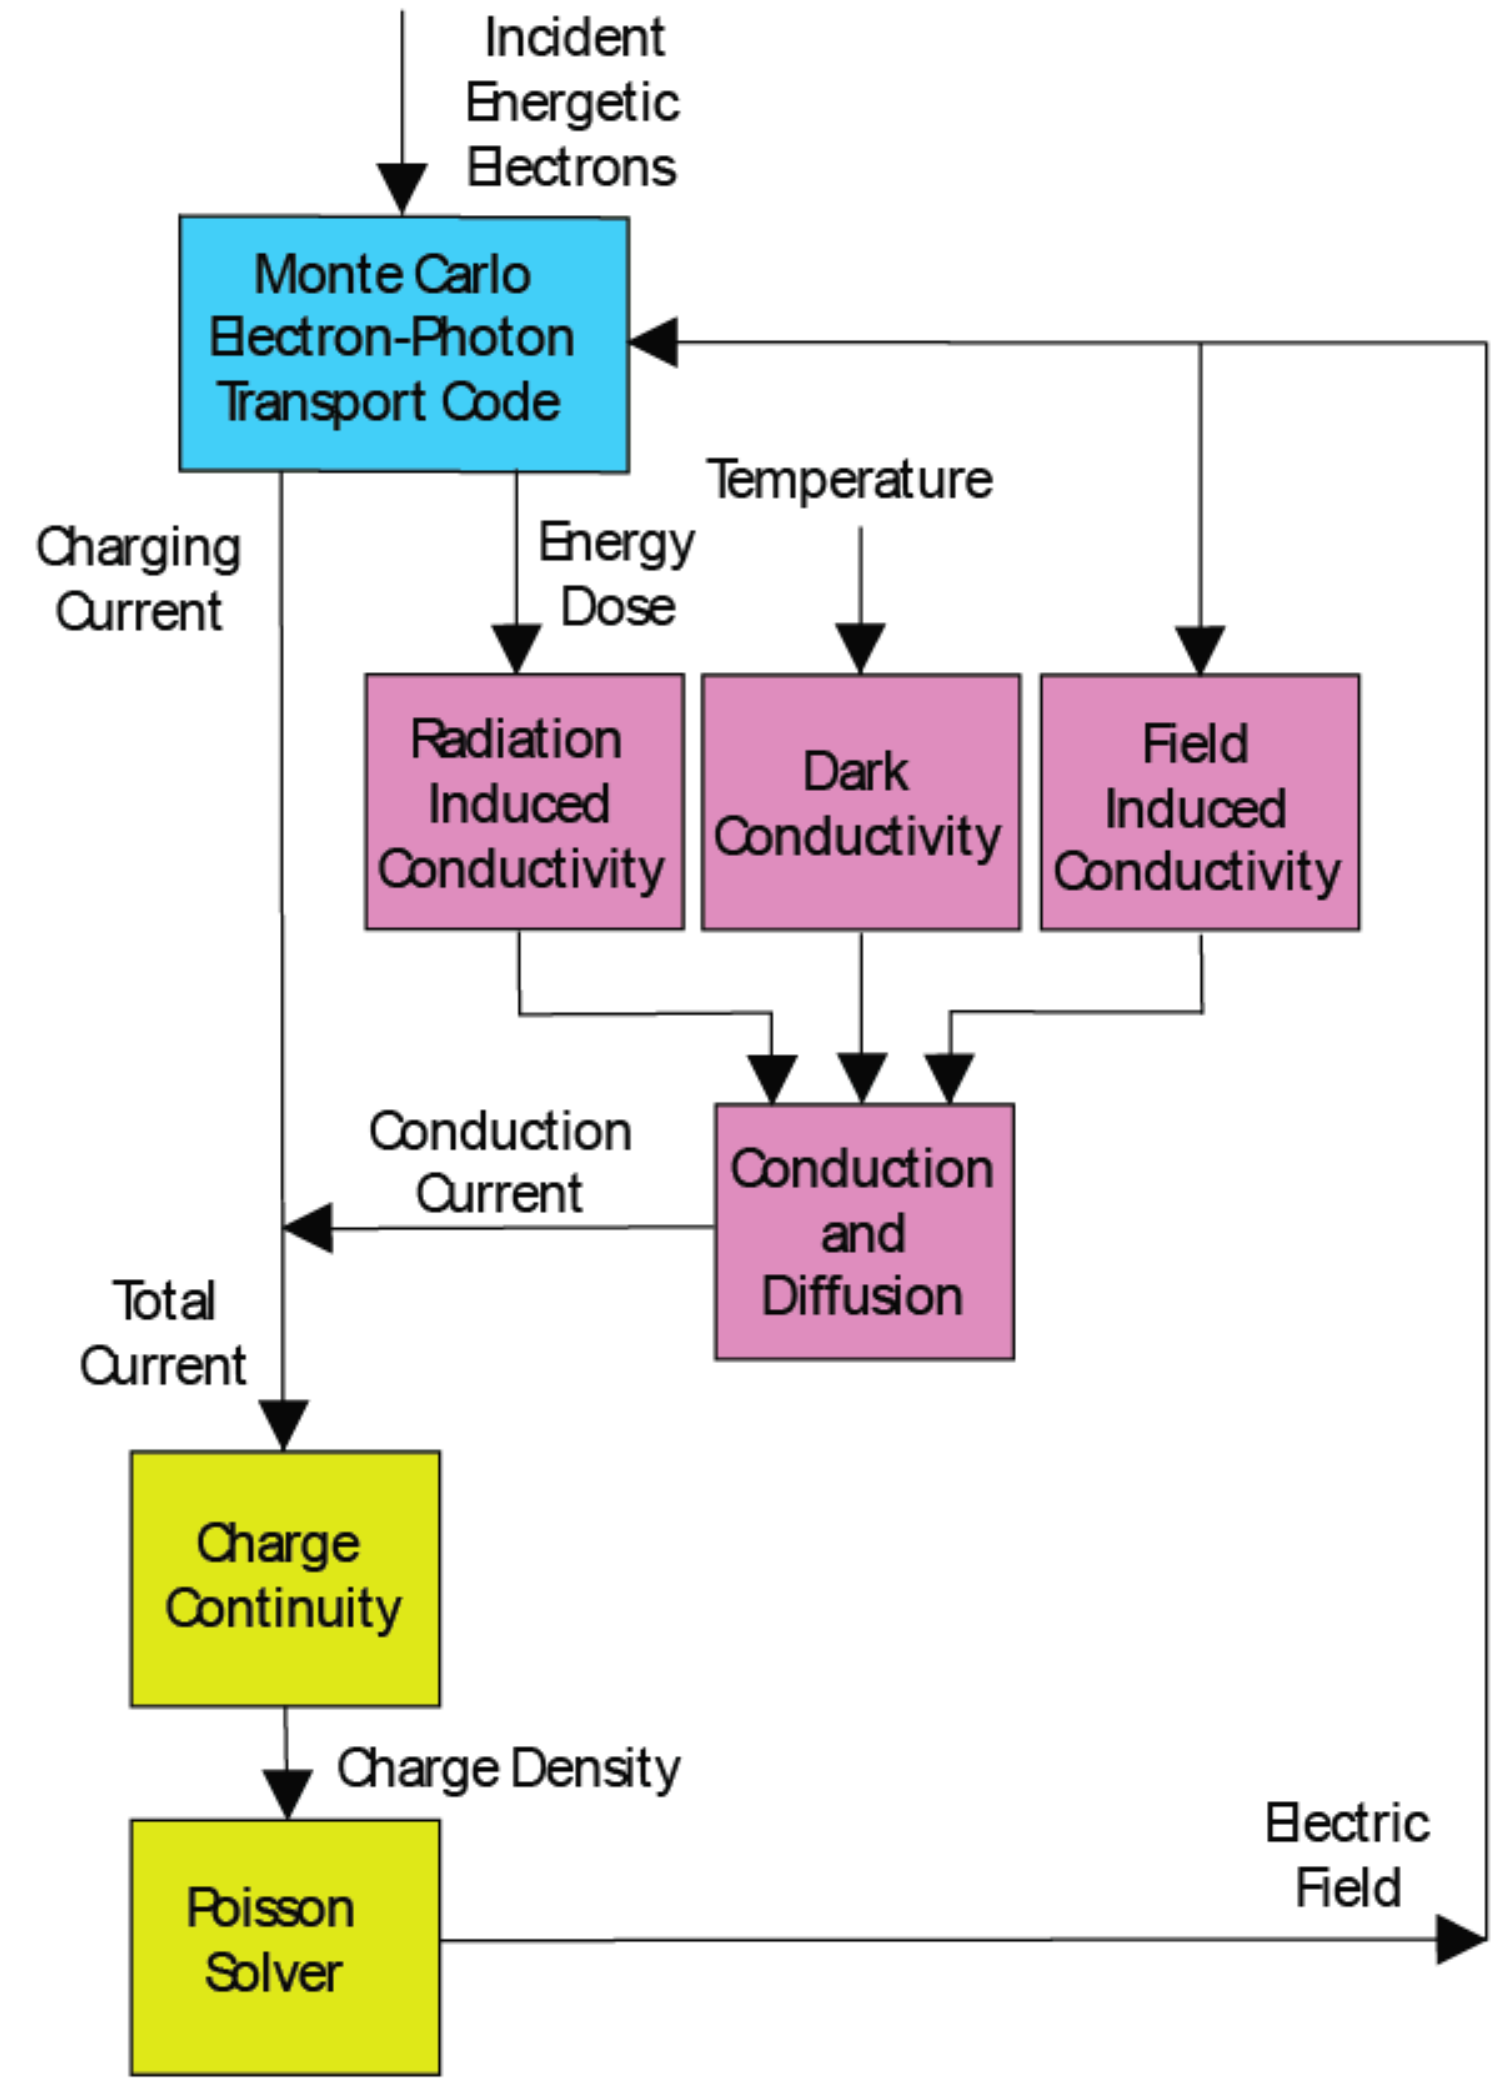 Incident
Energetic
Electrons
Monte Carlo
Electron-Photon
Transport Code
Temperature
Charging
Current
Energy
Dose
Radiation
Induced
Conductivity
Dark
Conductivity
Field
Induced
Conductivity
Conduction
Current
Conduction
and
Diffusion
Total
Current
Charge
Continuity
Charge Density
Poisson
Solver
Electric
Field